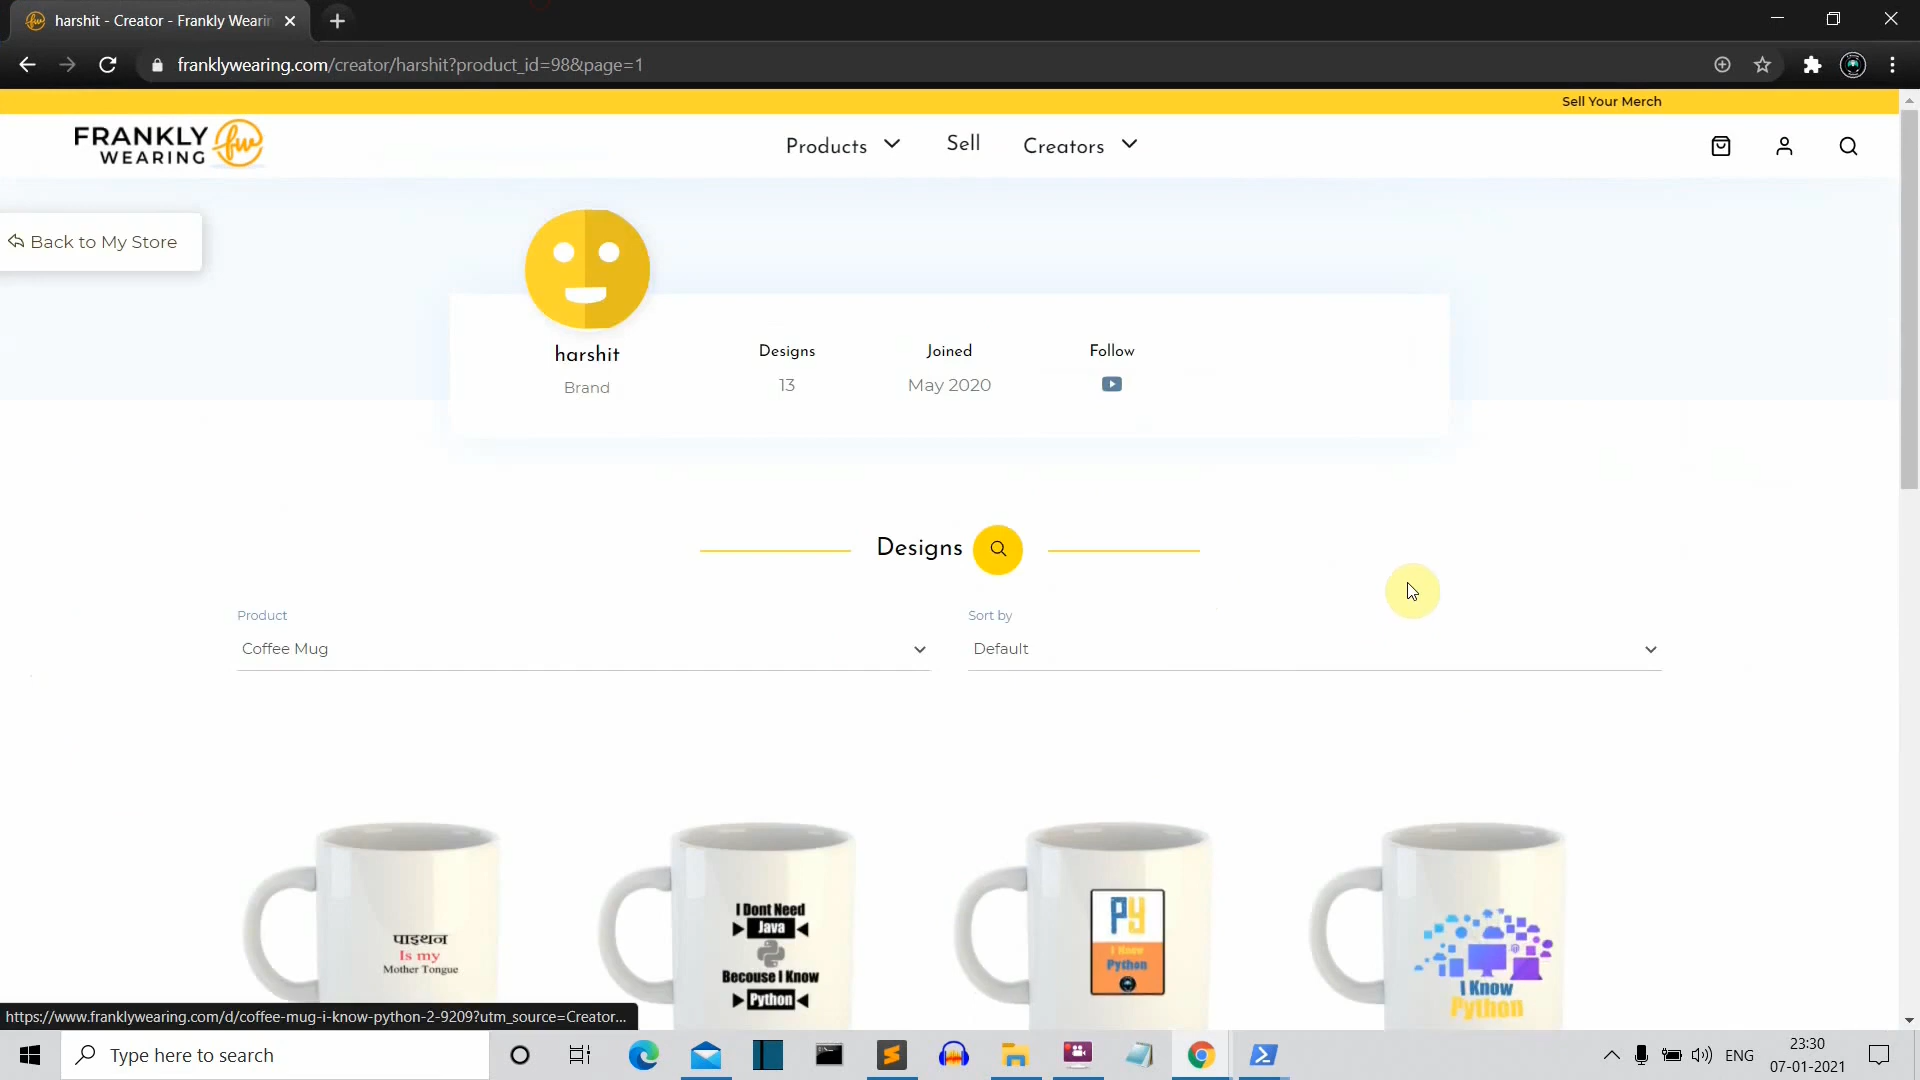 harshit - Creator - Frankly Wearin
franklywearing.com/creator/harshit?product_id=98&page=1
Sell Your Merch
FRANKLY WEARING fw
Products
Sell
Creators
Back to My Store
harshit
Brand
Designs
13
Joined
May 2020
Follow
Designs
Product
Coffee Mug
Sort by
Default
पाइथन
Is my
Mother Tongue
I Dont Need
Java
Becouse I Know
Python
PY
I Know
Python
I Know
Python
https://www.franklywearing.com/d/coffee-mug-i-know-python-2-9209?utm_source=Creator...
Type here to search
ENG
23:30
07-01-2021